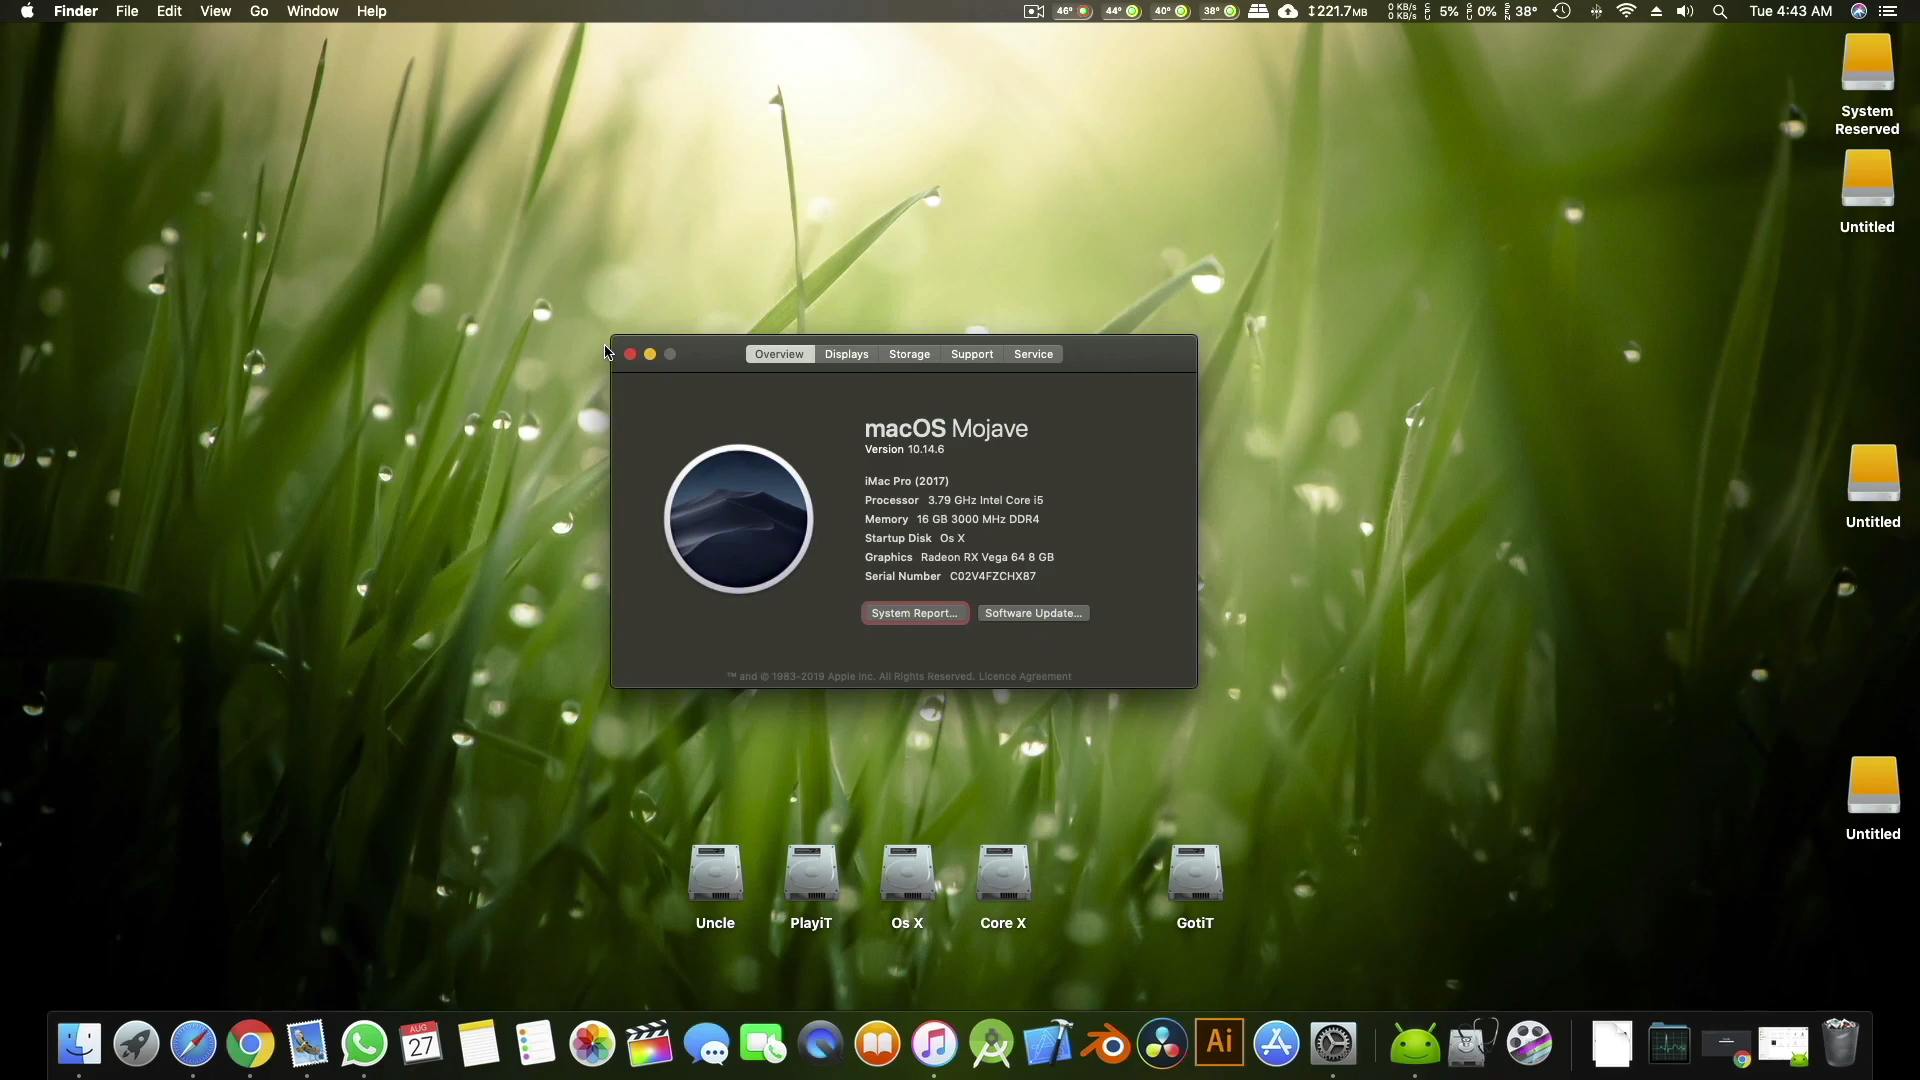 Finder File Edit View Go Window Help
46° 44° 40° 38° 221.7MB 0 KB/s 0 KB/s 5% 0% 38° Tue 4:43 AM
System Reserved
Untitled
Overview Displays Storage Support Service
macOS Mojave
Version 10.14.6
iMac Pro (2017)
Processor 3.79 GHz Intel Core i5
Memory 16 GB 3000 MHz DDR4
Startup Disk Os X
Graphics Radeon RX Vega 64 8 GB
Serial Number C02V4FZCHX87
System Report... Software Update...
™ and © 1983-2019 Apple Inc. All Rights Reserved. Licence Agreement
Untitled
Untitled
Uncle PlayiT Os X Core X GotiT
AUG
27
Ai